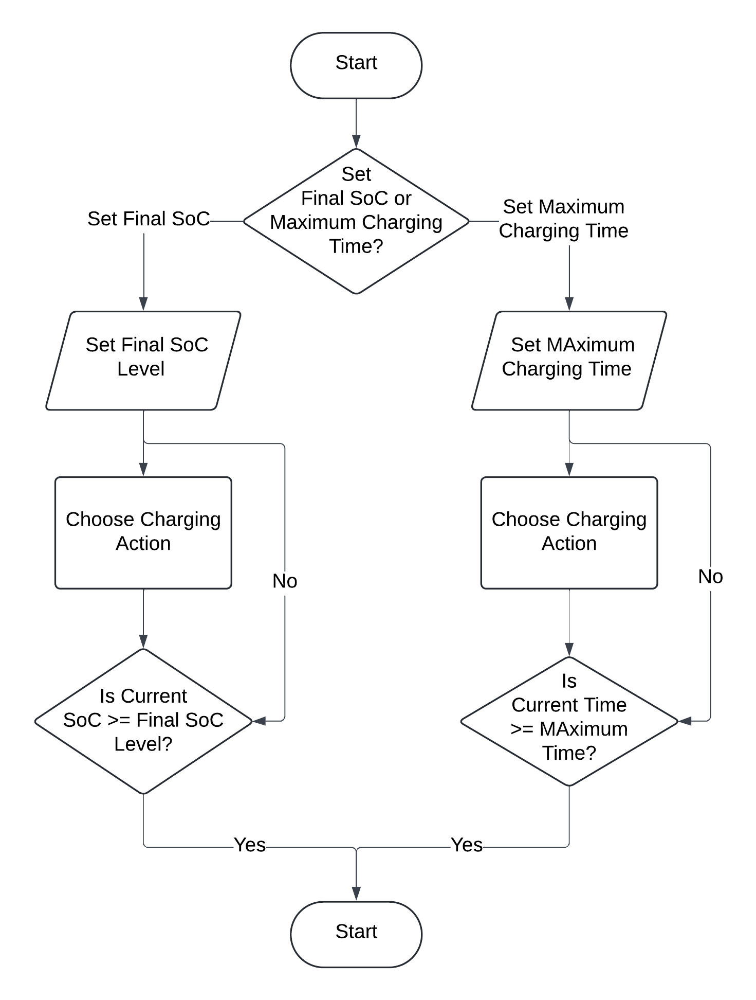 Start
Set
Final SoC or
Maximum Charging
Time?
Set Final SoC
Set Maximum
Charging Time
Set Final SoC
Level
Set MAximum
Charging Time
Choose Charging
Action
Choose Charging
Action
No
No
Is Current
SoC >= Final SoC
Level?
Is
Current Time
>= MAximum
Time?
Yes
Yes
Start